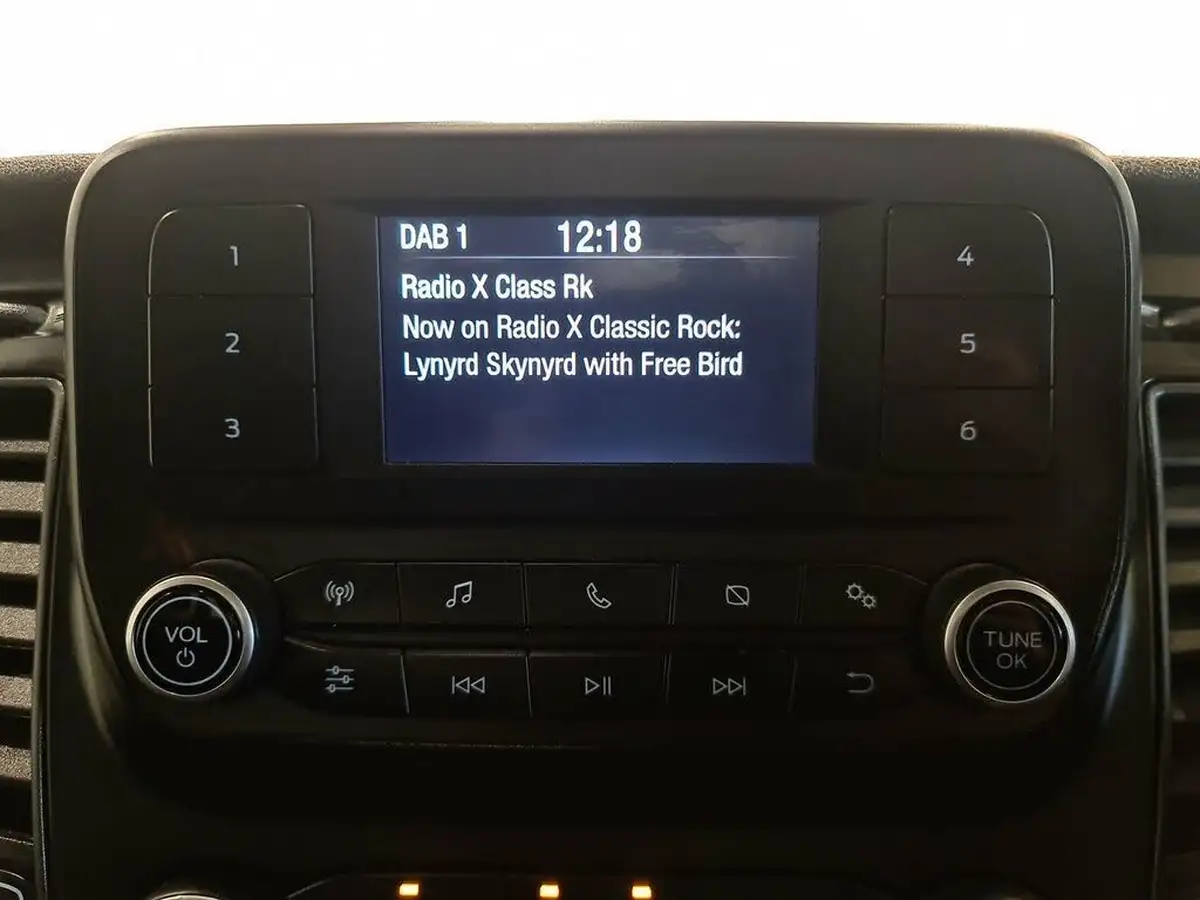 DAB 1 12:18
Radio X Class Rk
Now on Radio X Classic Rock:
Lynyrd Skynyrd with Free Bird
1
2
3
4
5
6
VOL
TUNE
OK